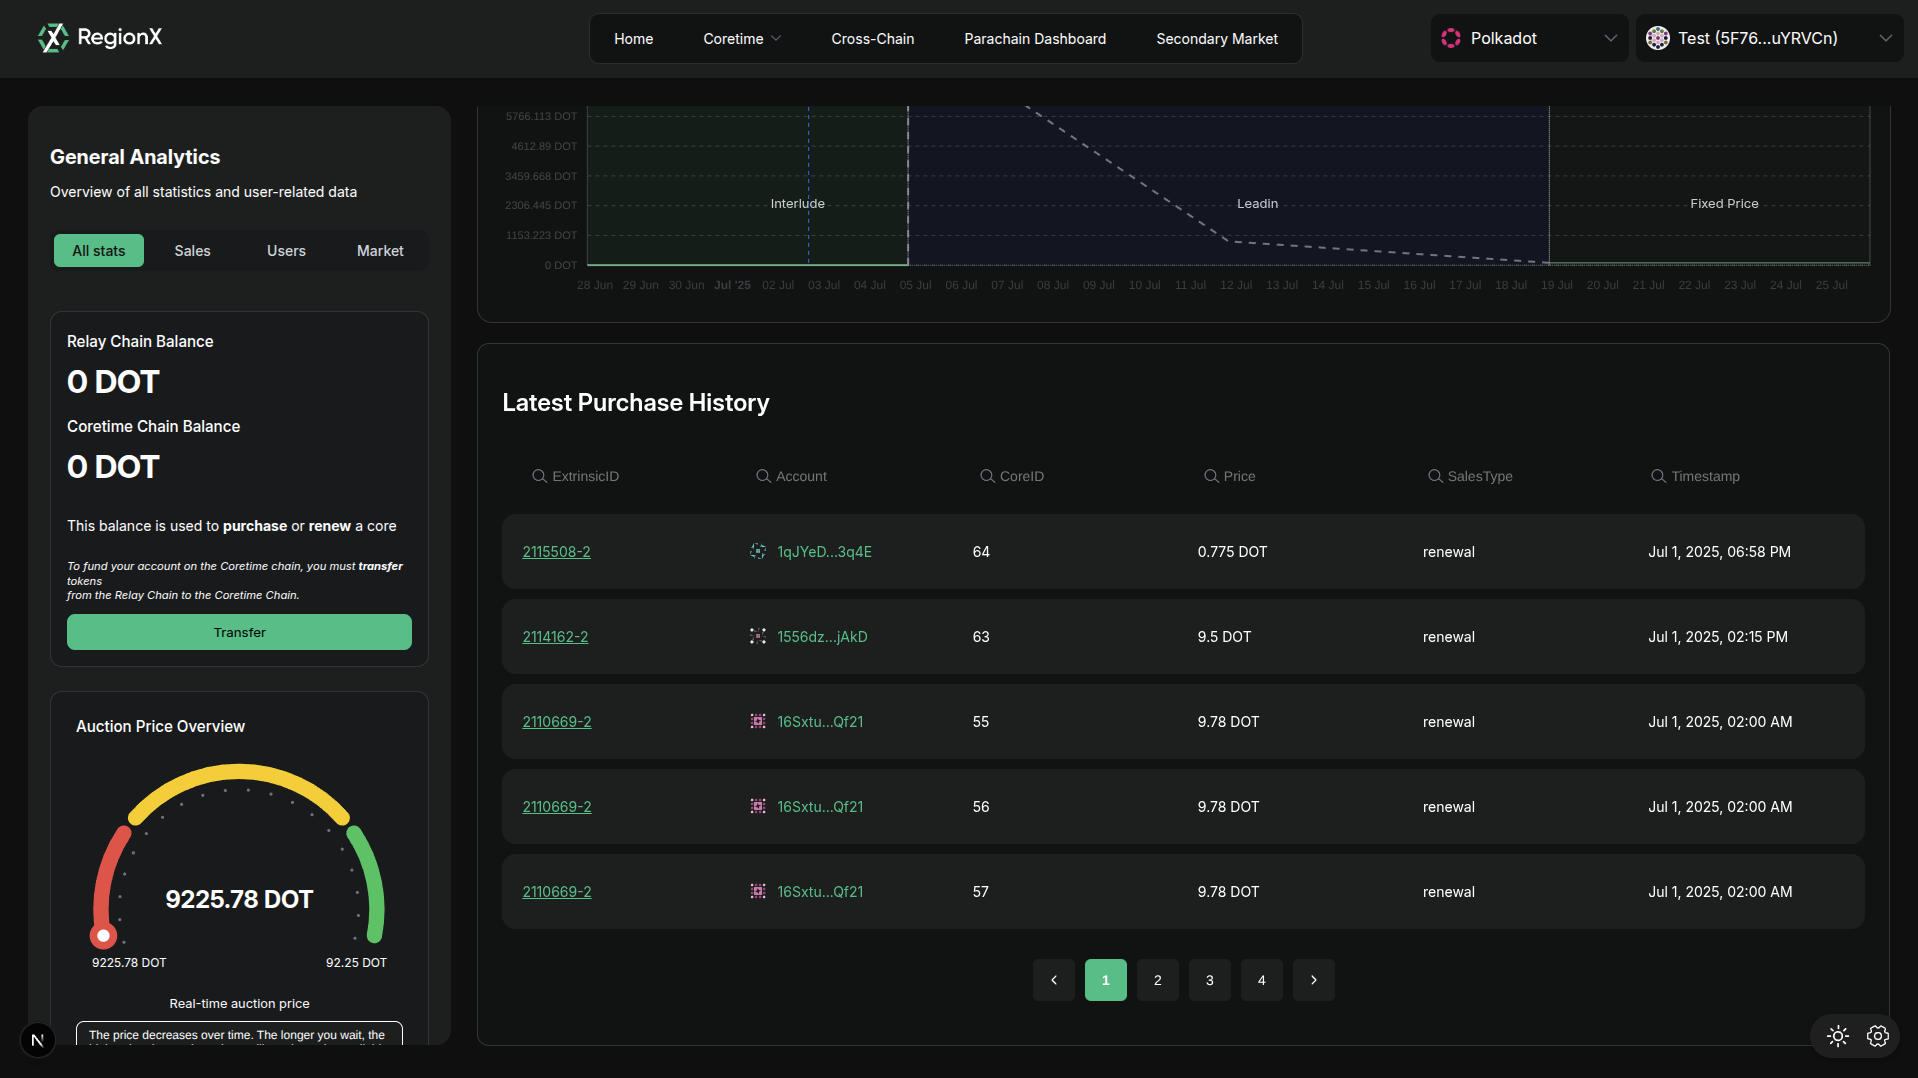 RegionX
Home
Coretime
Cross-Chain
Parachain Dashboard
Secondary Market
Polkadot
Test (5F76...uYRVCn)
General Analytics
Overview of all statistics and user-related data
All stats
Sales
Users
Market
Relay Chain Balance
0 DOT
Coretime Chain Balance
0 DOT
This balance is used to purchase or renew a core
To fund your account on the Coretime chain, you must transfer
tokens
from the Relay Chain to the Coretime Chain.
Transfer
Auction Price Overview
9225.78 DOT
9225.78 DOT
92.25 DOT
Real-time auction price
The price decreases over time. The longer you wait, the
N
5766.113 DOT
4612.89 DOT
3459.668 DOT
2306.445 DOT
1153.223 DOT
0 DOT
Interlude
Leadin
Fixed Price
28 Jun 29 Jun 30 Jun Jul '25 02 Jul 03 Jul 04 Jul 05 Jul 06 Jul 07 Jul 08 Jul 09 Jul 10 Jul 11 Jul 12 Jul 13 Jul 14 Jul 15 Jul 16 Jul 17 Jul 18 Jul 19 Jul 20 Jul 21 Jul 22 Jul 23 Jul 24 Jul 25 Jul
Latest Purchase History
ExtrinsicID Account CoreID Price SalesType Timestamp
2115508-2 1qJYeD...3q4E 64 0.775 DOT renewal Jul 1, 2025, 06:58 PM
2114162-2 1556dz...jAkD 63 9.5 DOT renewal Jul 1, 2025, 02:15 PM
2110669-2 16Sxtu...Qf21 55 9.78 DOT renewal Jul 1, 2025, 02:00 AM
2110669-2 16Sxtu...Qf21 56 9.78 DOT renewal Jul 1, 2025, 02:00 AM
2110669-2 16Sxtu...Qf21 57 9.78 DOT renewal Jul 1, 2025, 02:00 AM
1 2 3 4